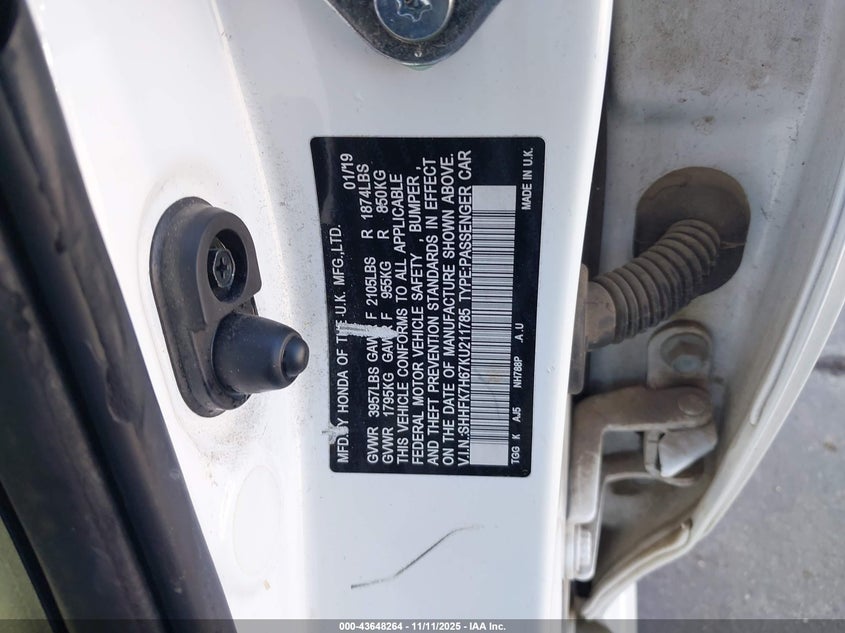 MFD.BY HONDA OF THE U.K. MFG.,LTD. 01/19
GVWR 3957LBS GAWR F 2105LBS R 1874LBS
GVWR 1795KG GAWR F 955KG R 850KG
THIS VEHICLE CONFORMS TO ALL APPLICABLE
FEDERAL MOTOR VEHICLE SAFETY , BUMPER ,
AND THEFT PREVENTION STANDARDS IN EFFECT
ON THE DATE OF MANUFACTURE SHOWN ABOVE.
V.I.N.:SHHFK7H67KU211785 TYPE:PASSENGER CAR
TGG K AJ5 NH788P .A .U MADE IN U.K.
000-43648264 - 11/11/2025 - IAA Inc.